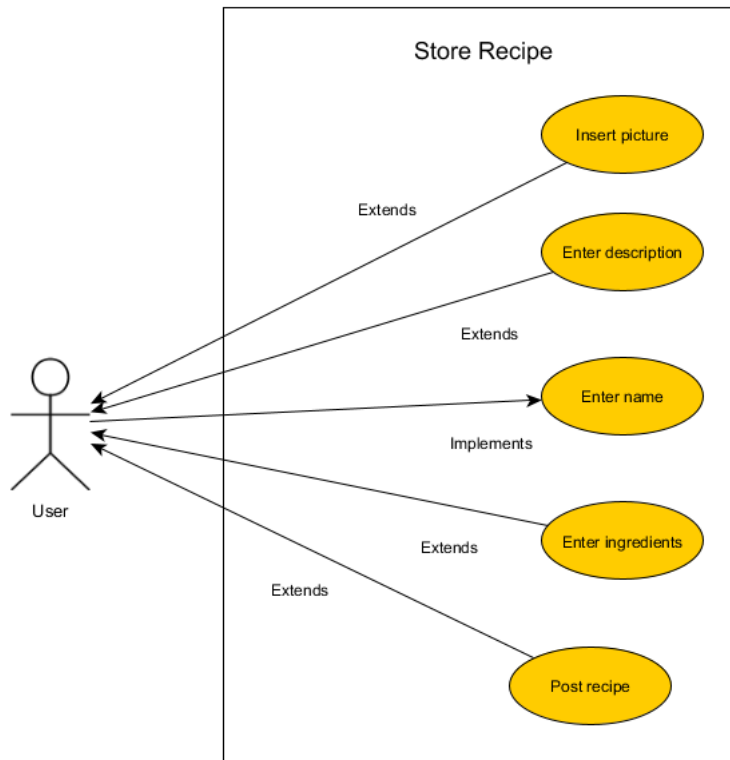 Store Recipe
Insert picture
Extends
Enter description
Extends
Enter name
Implements
User
Enter ingredients
Extends
Extends
Post recipe